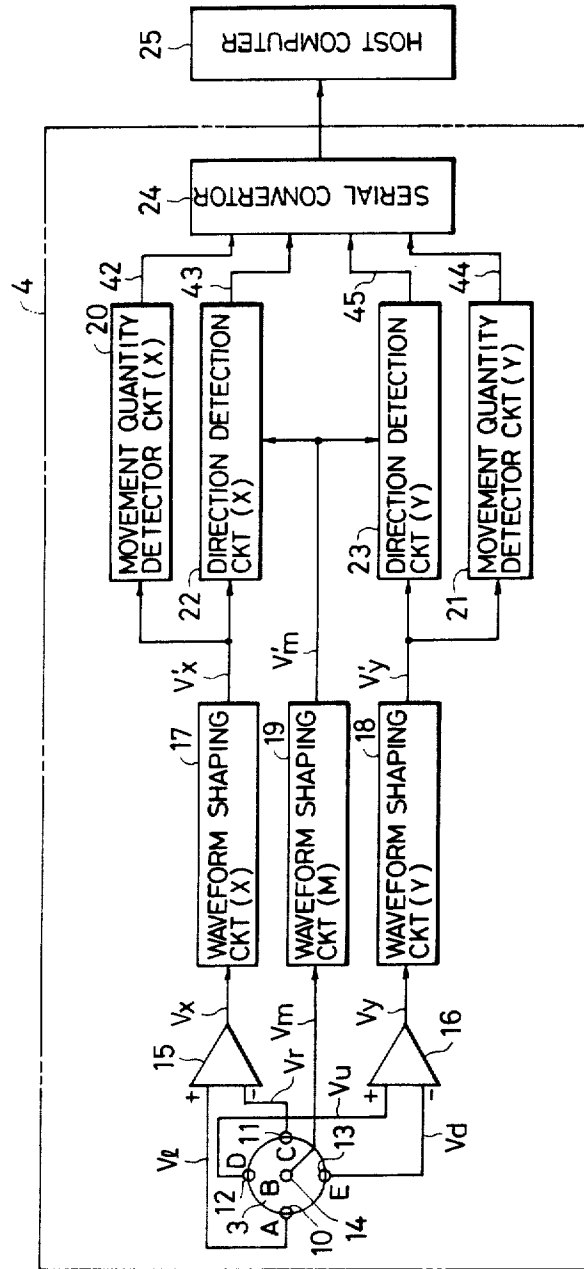 4
Vℓ
Vr
Vu
Vd
+
-
15
+
-
16
Vx
Vm
Vy
12
D
11
C
B
3
A
10
14
E
13
WAVEFORM SHAPING
CKT (X)
17
WAVEFORM SHAPING
CKT (M)
19
WAVEFORM SHAPING
CKT (Y)
18
V'x
V'm
V'y
MOVEMENT QUANTITY
DETECTOR CKT (X)
20
DIRECTION DETECTION
CKT (X)
22
DIRECTION DETECTION
CKT (Y)
23
MOVEMENT QUANTITY
DETECTOR CKT (Y)
21
42
43
45
44
SERIAL CONVERTOR
24
HOST COMPUTER
25